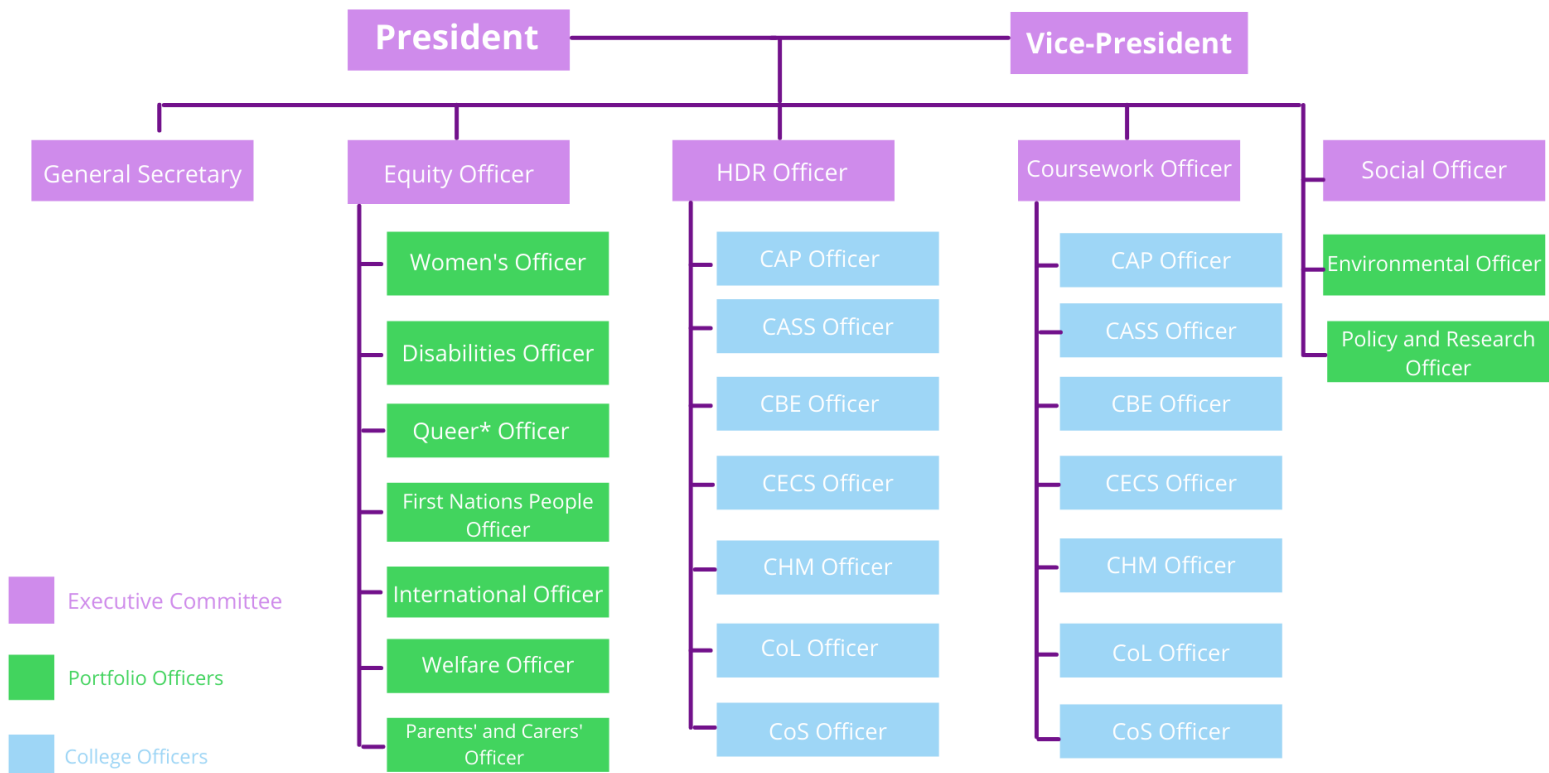 President
Vice-President
General Secretary
Equity Officer
HDR Officer
Coursework Officer
Social Officer
Women's Officer
Disabilities Officer
Queer* Officer
First Nations People
Officer
International Officer
Welfare Officer
Parents' and Carers'
Officer
CAP Officer
CASS Officer
CBE Officer
CECS Officer
CHM Officer
CoL Officer
CoS Officer
CAP Officer
CASS Officer
CBE Officer
CECS Officer
CHM Officer
CoL Officer
CoS Officer
Environmental Officer
Policy and Research
Officer
Executive Committee
Portfolio Officers
College Officers